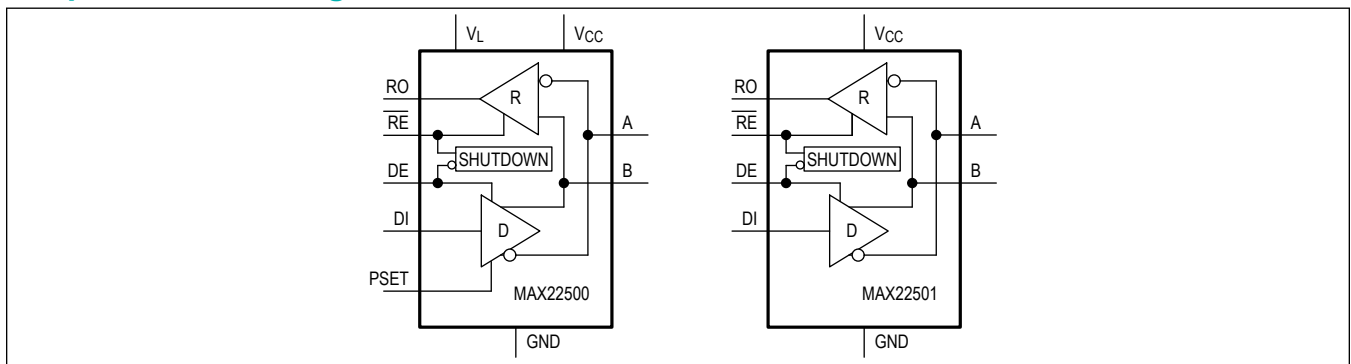 VL
VCC
RO
R
RE
A
SHUTDOWN
DE
B
DI
D
PSET
MAX22500
GND
VCC
RO
R
RE
A
SHUTDOWN
DE
B
DI
D
MAX22501
GND